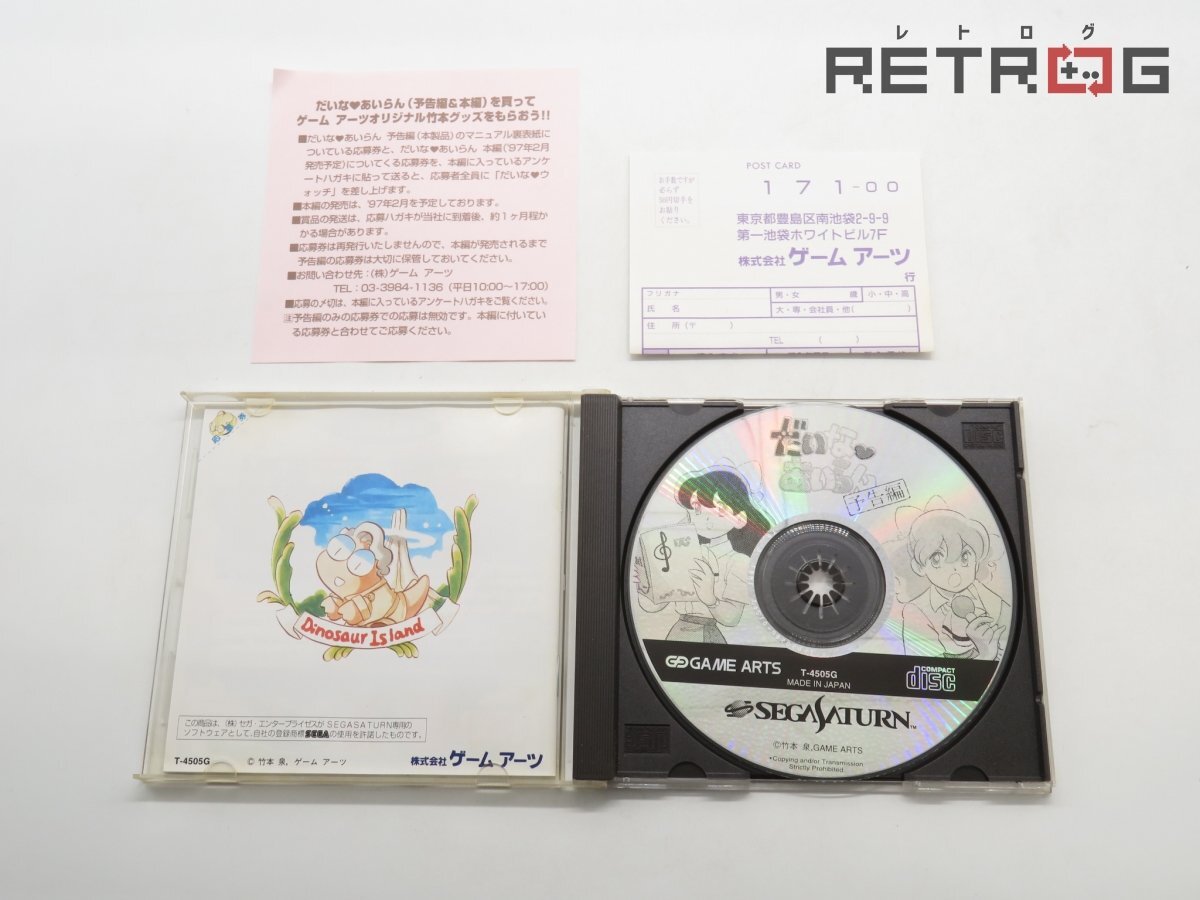 レトログ
RETROG
だいな♥あいらん(予告編&本編)を買って
ゲーム アーツオリジナル竹本グッズをもらおう!!
■だいな♥あいらん 予告編(本製品)のマニュアル裏表紙に
ついている応募券と、だいな♥あいらん 本編('97年2月
発売予定)についてくる応募券を、本編に入っているアンケ
ートハガキに貼って送ると、応募者全員に「だいな♥ウ
ォッチ」を差し上げます。
■本編の発売は、'97年2月を予定しております。
■賞品の発送は、応募ハガキが当社に到着後、約1ヶ月程か
かる場合があります。
■応募券は再発行いたしませんので、本編が発売されるまで
予告編の応募券は大切に保管しておいてください。
■お問い合わせ先:(株)ゲーム アーツ
TEL:03-3984-1136(平日10:00〜17:00)
■応募の〆切は、本編に入っているアンケートハガキをご覧ください。
注予告編のみの応募券での応募は無効です。本編に付いてい
る応募券と合わせてご応募ください。
POST CARD
お手数ですが
必らず
50円切手を
お貼り
ください。
171-00
東京都豊島区南池袋2-9-9
第一池袋ホワイトビル7F
株式会社 ゲーム アーツ
行
フリガナ
男・女 歳
小・中・高
氏 名
大・専・会社員・他( )
住 所(〒 )
TEL ( )
応募券
Dinosaur Island
この商品は、(株)セガ・エンタープライゼスがSEGASATURN専用の
ソフトウェアとして、自社の登録商標SEGAの使用を許諾したものです。
T-4505G
© 竹本 泉, ゲーム アーツ
株式会社 ゲーム アーツ
だいな♥
あいらん
予告編
GAME ARTS
T-4505G
MADE IN JAPAN
COMPACT
disc
SEGASATURN™
©竹本 泉,GAME ARTS
*Copying and/or Transmission
Strictly Prohibited